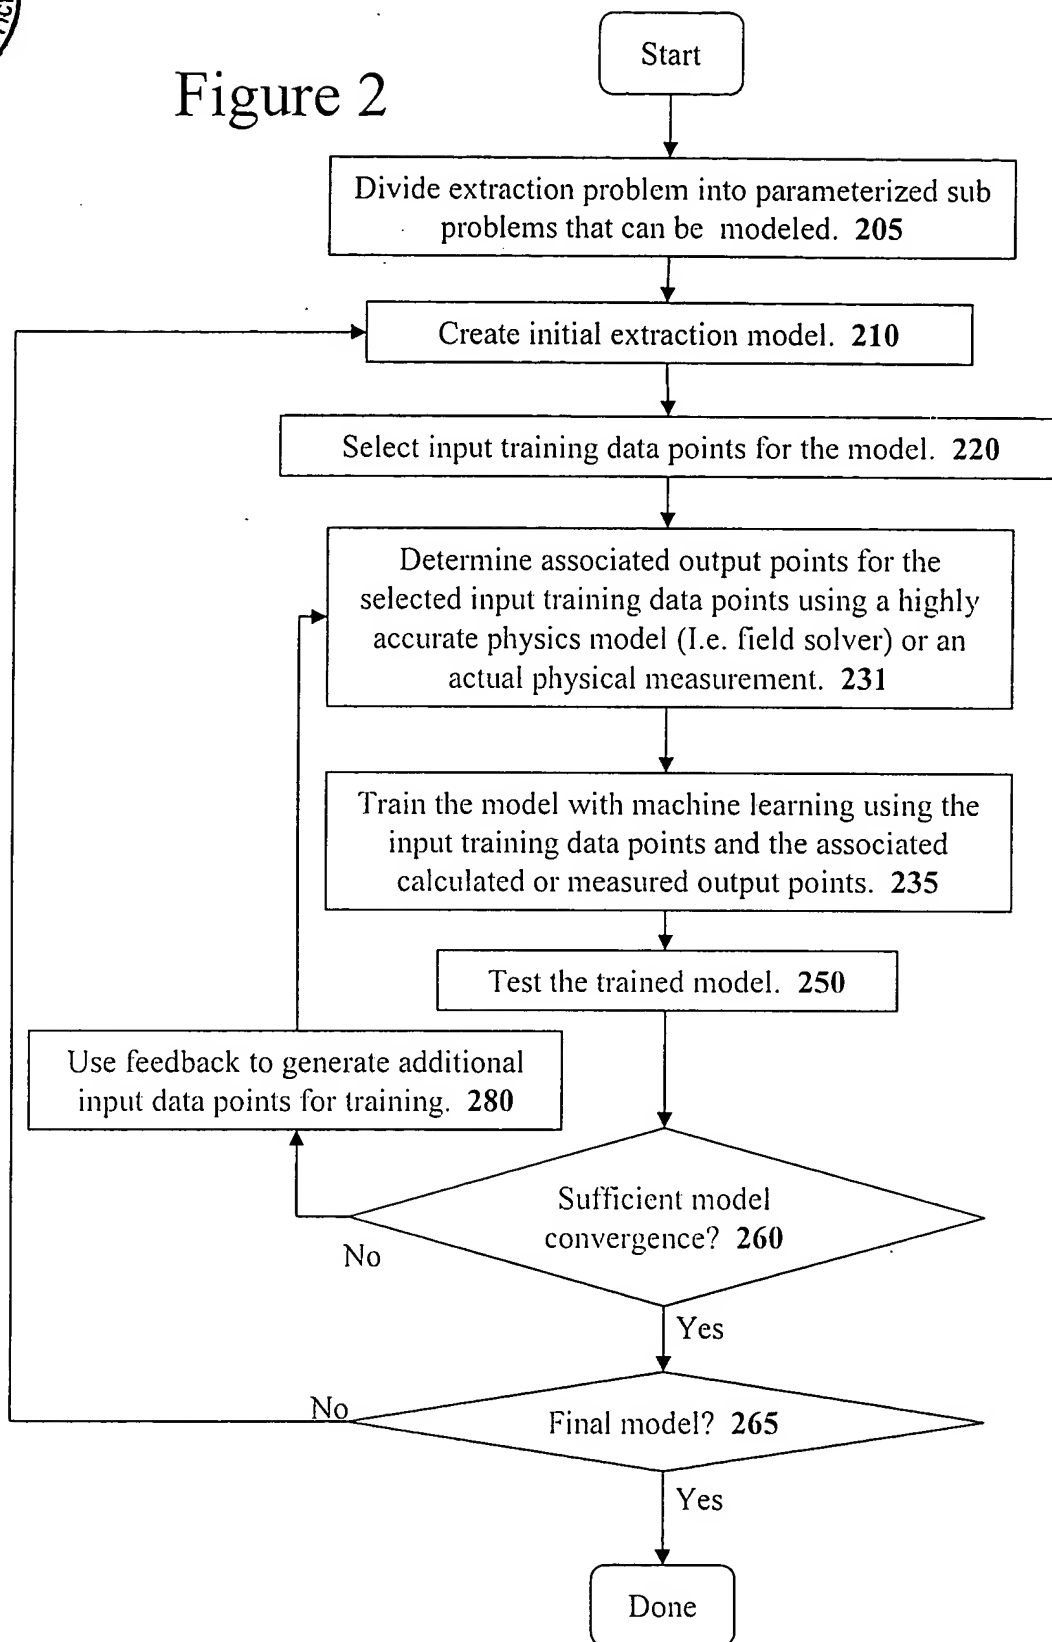 Figure 2
Start
Divide extraction problem into parameterized sub
problems that can be modeled. 205
Create initial extraction model. 210
Select input training data points for the model. 220
Determine associated output points for the
selected input training data points using a highly
accurate physics model (I.e. field solver) or an
actual physical measurement. 231
Train the model with machine learning using the
input training data points and the associated
calculated or measured output points. 235
Test the trained model. 250
Use feedback to generate additional
input data points for training. 280
Sufficient model
convergence? 260
No
Yes
No
Final model? 265
Yes
Done